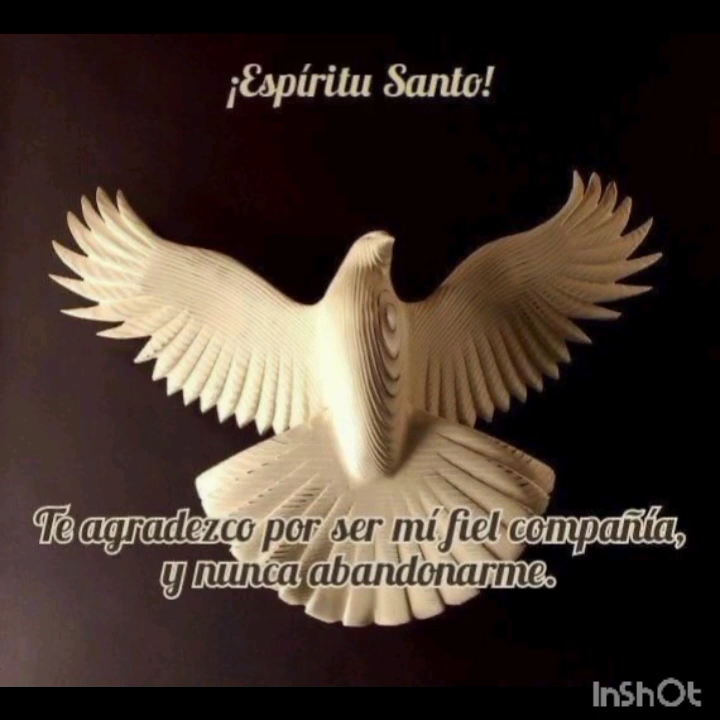 ¡Espíritu Santo!
Te agradezco por ser mí fiel compañía,
y nunca abandonarme.
InShOt